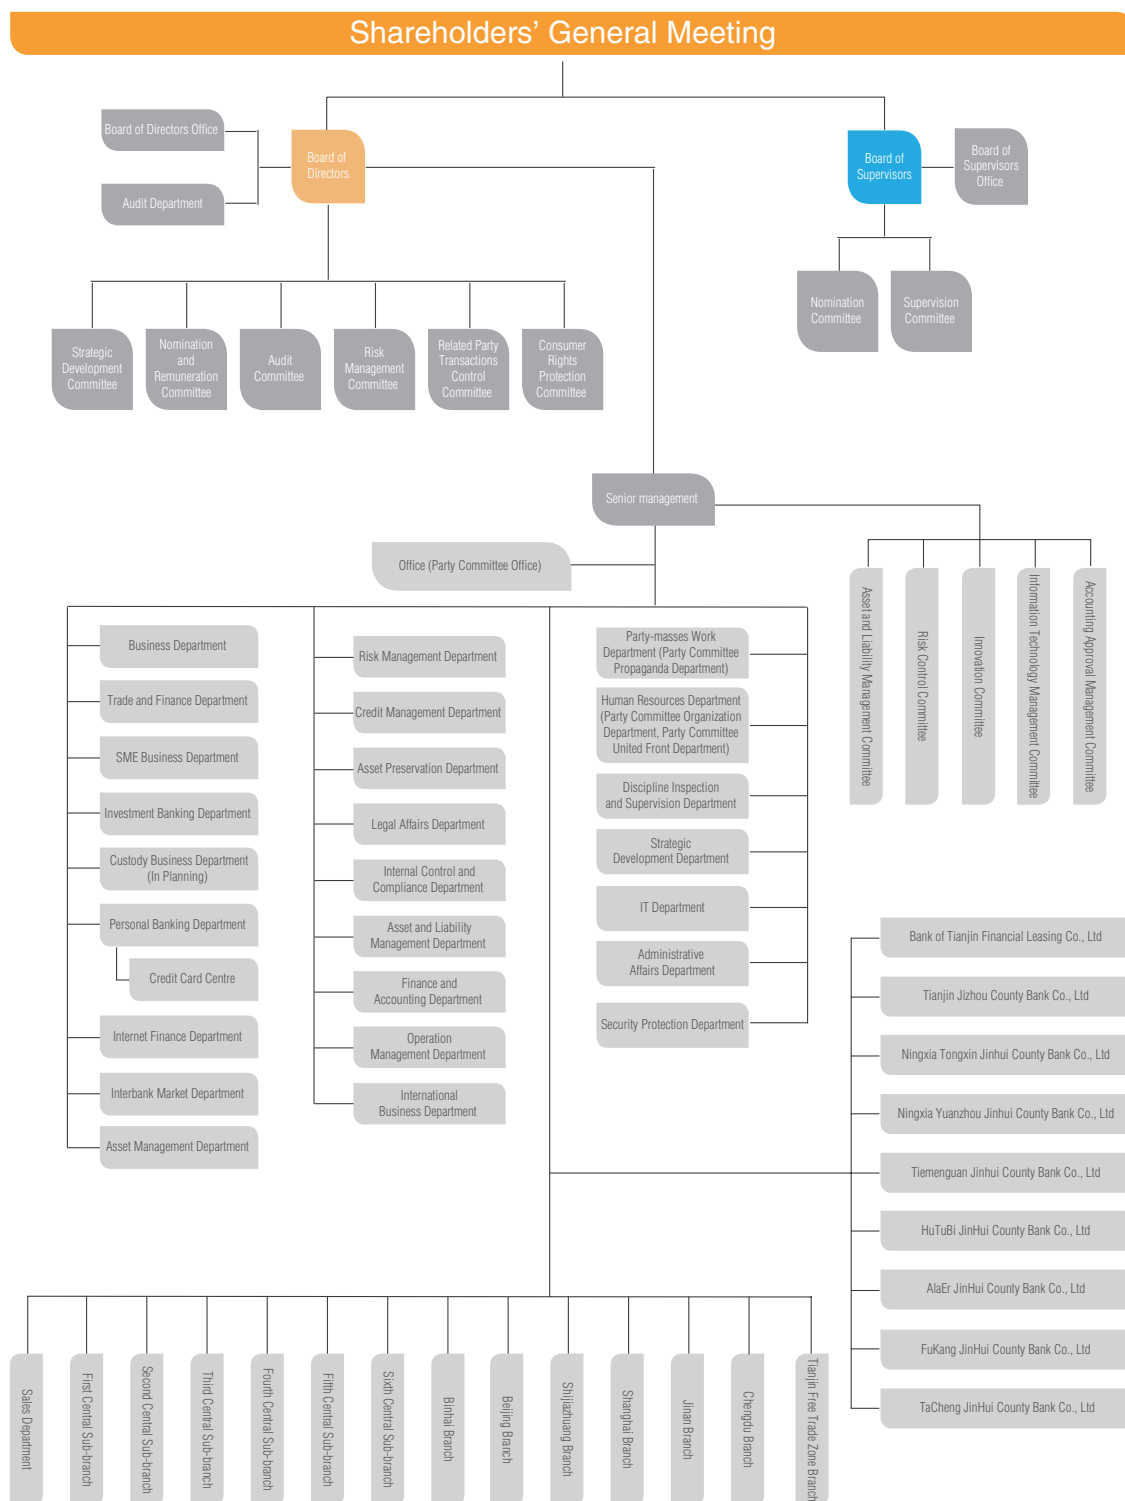 Shareholders' General Meeting
Board of Directors Office
Audit Department
Board of
Directors
Board of
Supervisors
Board of
Supervisors
Office
Nomination
Committee
Supervision
Committee
Strategic
Development
Committee
Nomination
and
Remuneration
Committee
Audit
Committee
Risk
Management
Committee
Related Party
Transactions
Control
Committee
Consumer
Rights
Protection
Committee
Senior management
Office (Party Committee Office)
Asset and Liability Management Committee
Risk Control Committee
Innovation Committee
Information Technology Management Committee
Accounting Approval Management Committee
Business Department
Trade and Finance Department
SME Business Department
Investment Banking Department
Custody Business Department
(In Planning)
Personal Banking Department
Credit Card Centre
Internet Finance Department
Interbank Market Department
Asset Management Department
Risk Management Department
Credit Management Department
Asset Preservation Department
Legal Affairs Department
Internal Control and
Compliance Department
Asset and Liability
Management Department
Finance and
Accounting Department
Operation
Management Department
International
Business Department
Party-masses Work
Department (Party Committee
Propaganda Department)
Human Resources Department
(Party Committee Organization
Department, Party Committee
United Front Department)
Discipline Inspection
and Supervision Department
Strategic
Development Department
IT Department
Administrative
Affairs Department
Security Protection Department
Bank of Tianjin Financial Leasing Co., Ltd
Tianjin Jizhou County Bank Co., Ltd
Ningxia Tongxin Jinhui County Bank Co., Ltd
Ningxia Yuanzhou Jinhui County Bank Co., Ltd
Tiemenguan Jinhui County Bank Co., Ltd
HuTuBi JinHui County Bank Co., Ltd
AlaEr JinHui County Bank Co., Ltd
FuKang JinHui County Bank Co., Ltd
TaCheng JinHui County Bank Co., Ltd
Sales Department
First Central Sub-branch
Second Central Sub-branch
Third Central Sub-branch
Fourth Central Sub-branch
Fifth Central Sub-branch
Sixth Central Sub-branch
Binhai Branch
Beijing Branch
Shijiazhuang Branch
Shanghai Branch
Jinan Branch
Chengdu Branch
Tianjin Free Trade Zone Branch